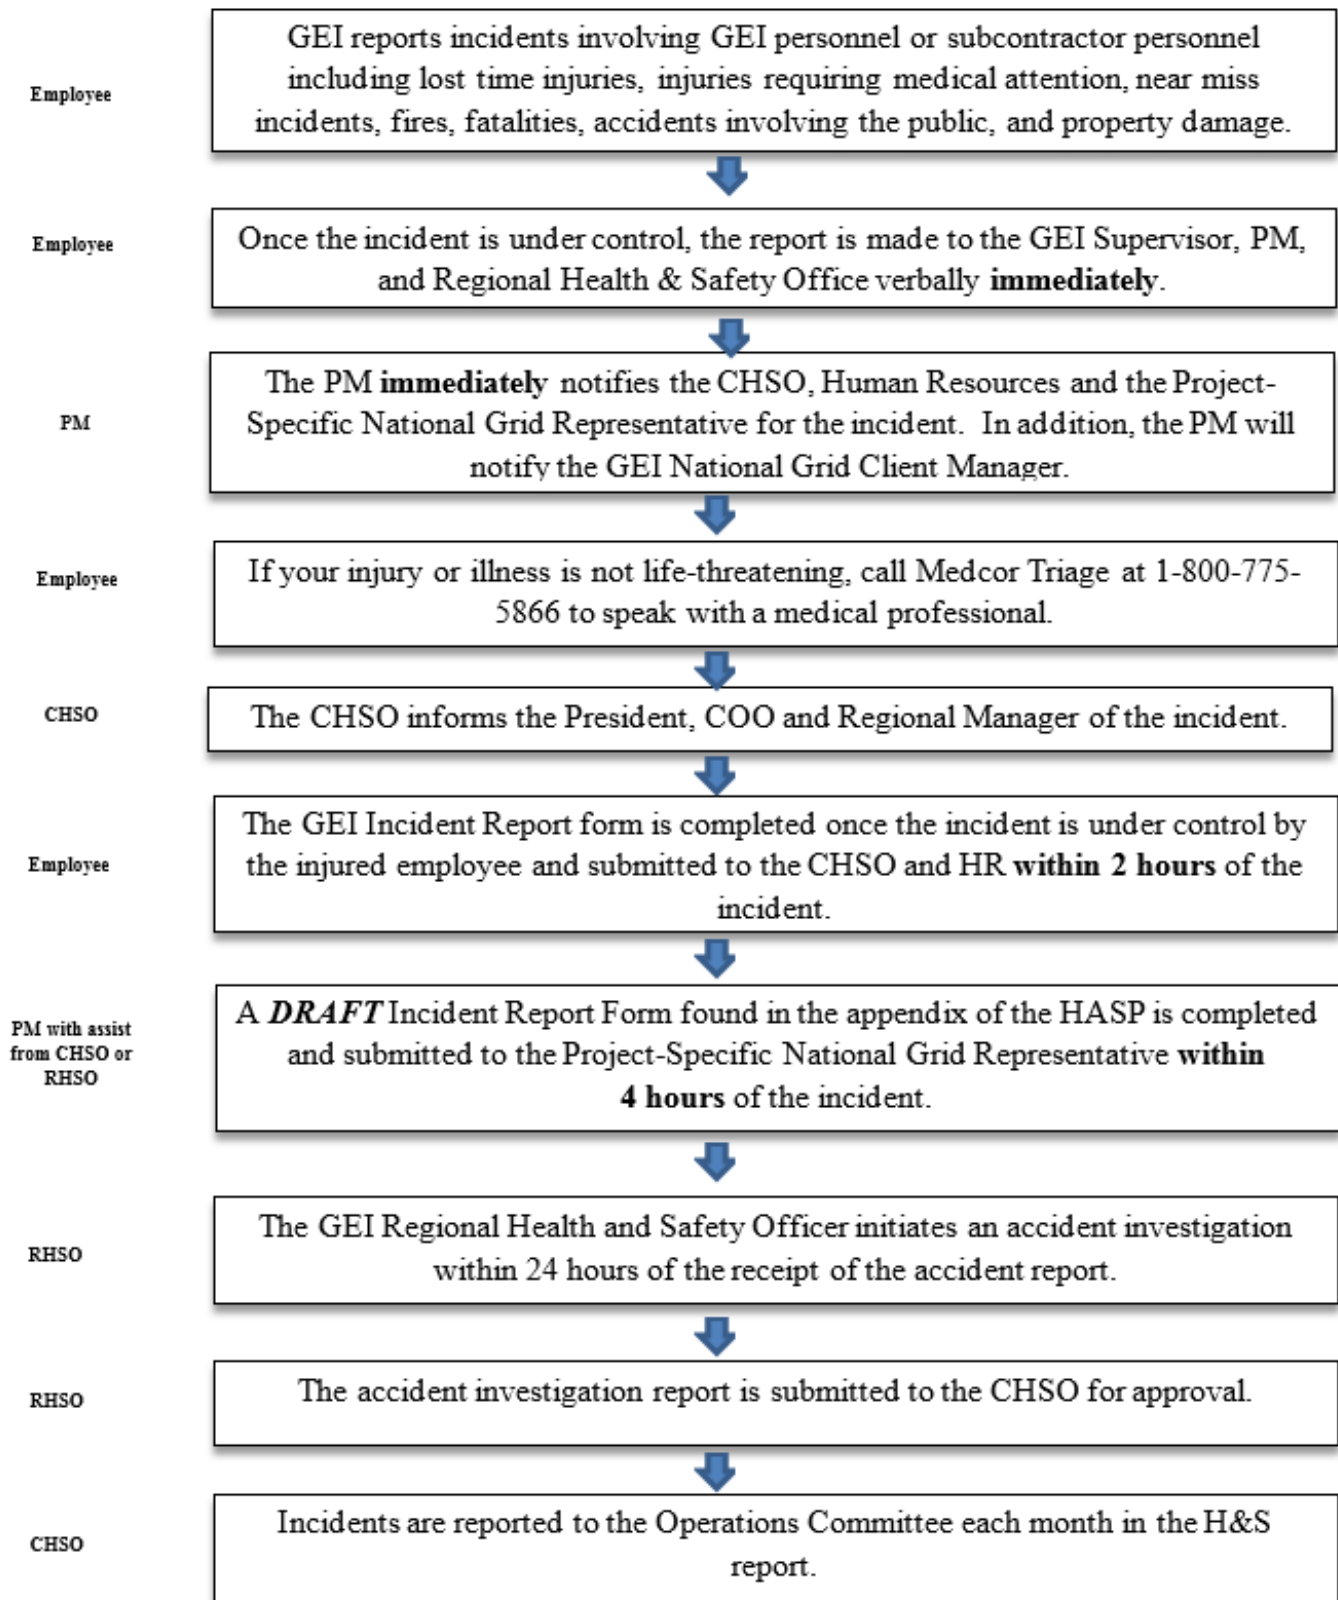 GEI reports incidents involving GEI personnel or subcontractor personnel
including lost time injuries, injuries requiring medical attention, near miss
incidents, fires, fatalities, accidents involving the public, and property damage.
Employee
Employee
Once the incident is under control, the report is made to the GEI Supervisor, PM,
and Regional Health & Safety Office verbally immediately.
PM
The PM immediately notifies the CHSO, Human Resources and the Project-
Specific National Grid Representative for the incident. In addition, the PM will
notify the GEI National Grid Client Manager.
Employee
If your injury or illness is not life-threatening, call Medcor Triage at 1-800-775-
5866 to speak with a medical professional.
CHSO
The CHSO informs the President, COO and Regional Manager of the incident.
Employee
The GEI Incident Report form is completed once the incident is under control by
the injured employee and submitted to the CHSO and HR within 2 hours of the
incident.
PM with assist
from CHSO or
RHSO
A DRAFT Incident Report Form found in the appendix of the HASP is completed
and submitted to the Project-Specific National Grid Representative within
4 hours of the incident.
RHSO
The GEI Regional Health and Safety Officer initiates an accident investigation
within 24 hours of the receipt of the accident report.
RHSO
The accident investigation report is submitted to the CHSO for approval.
CHSO
Incidents are reported to the Operations Committee each month in the H&S
report.